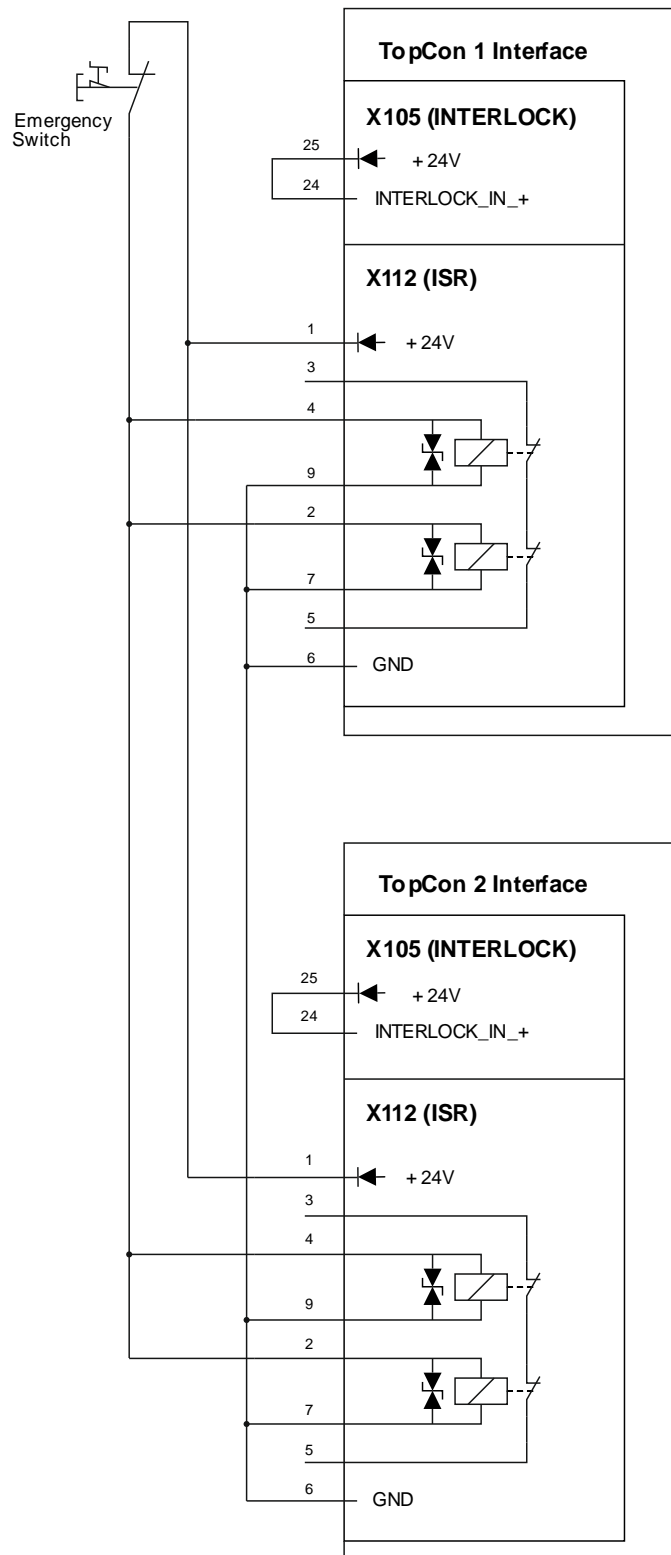 TopCon 1 Interface
X105 (INTERLOCK)
Emergency
Switch
25
+ 24V
24
INTERLOCK_IN_+
X112 (ISR)
1
+ 24V
3
4
9
2
7
5
6
GND
TopCon 2 Interface
X105 (INTERLOCK)
25
+ 24V
24
INTERLOCK_IN_+
X112 (ISR)
1
+ 24V
3
4
9
2
7
5
6
GND